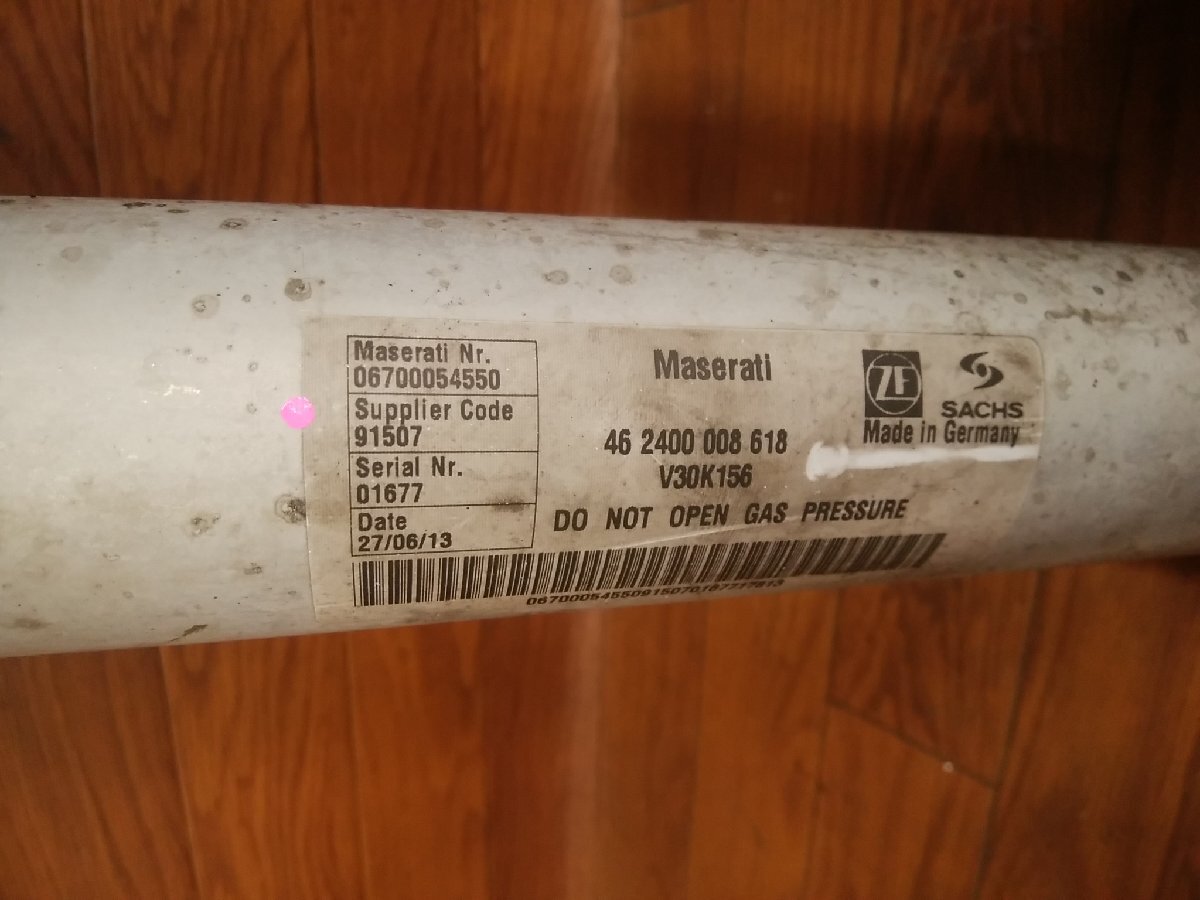 Maserati Nr.
06700054550
Supplier Code
91507
Serial Nr.
01677
Date
27/06/13
Maserati
46 2400 008 618
V30K156
DO NOT OPEN GAS PRESSURE
ZF
SACHS
Made in Germany